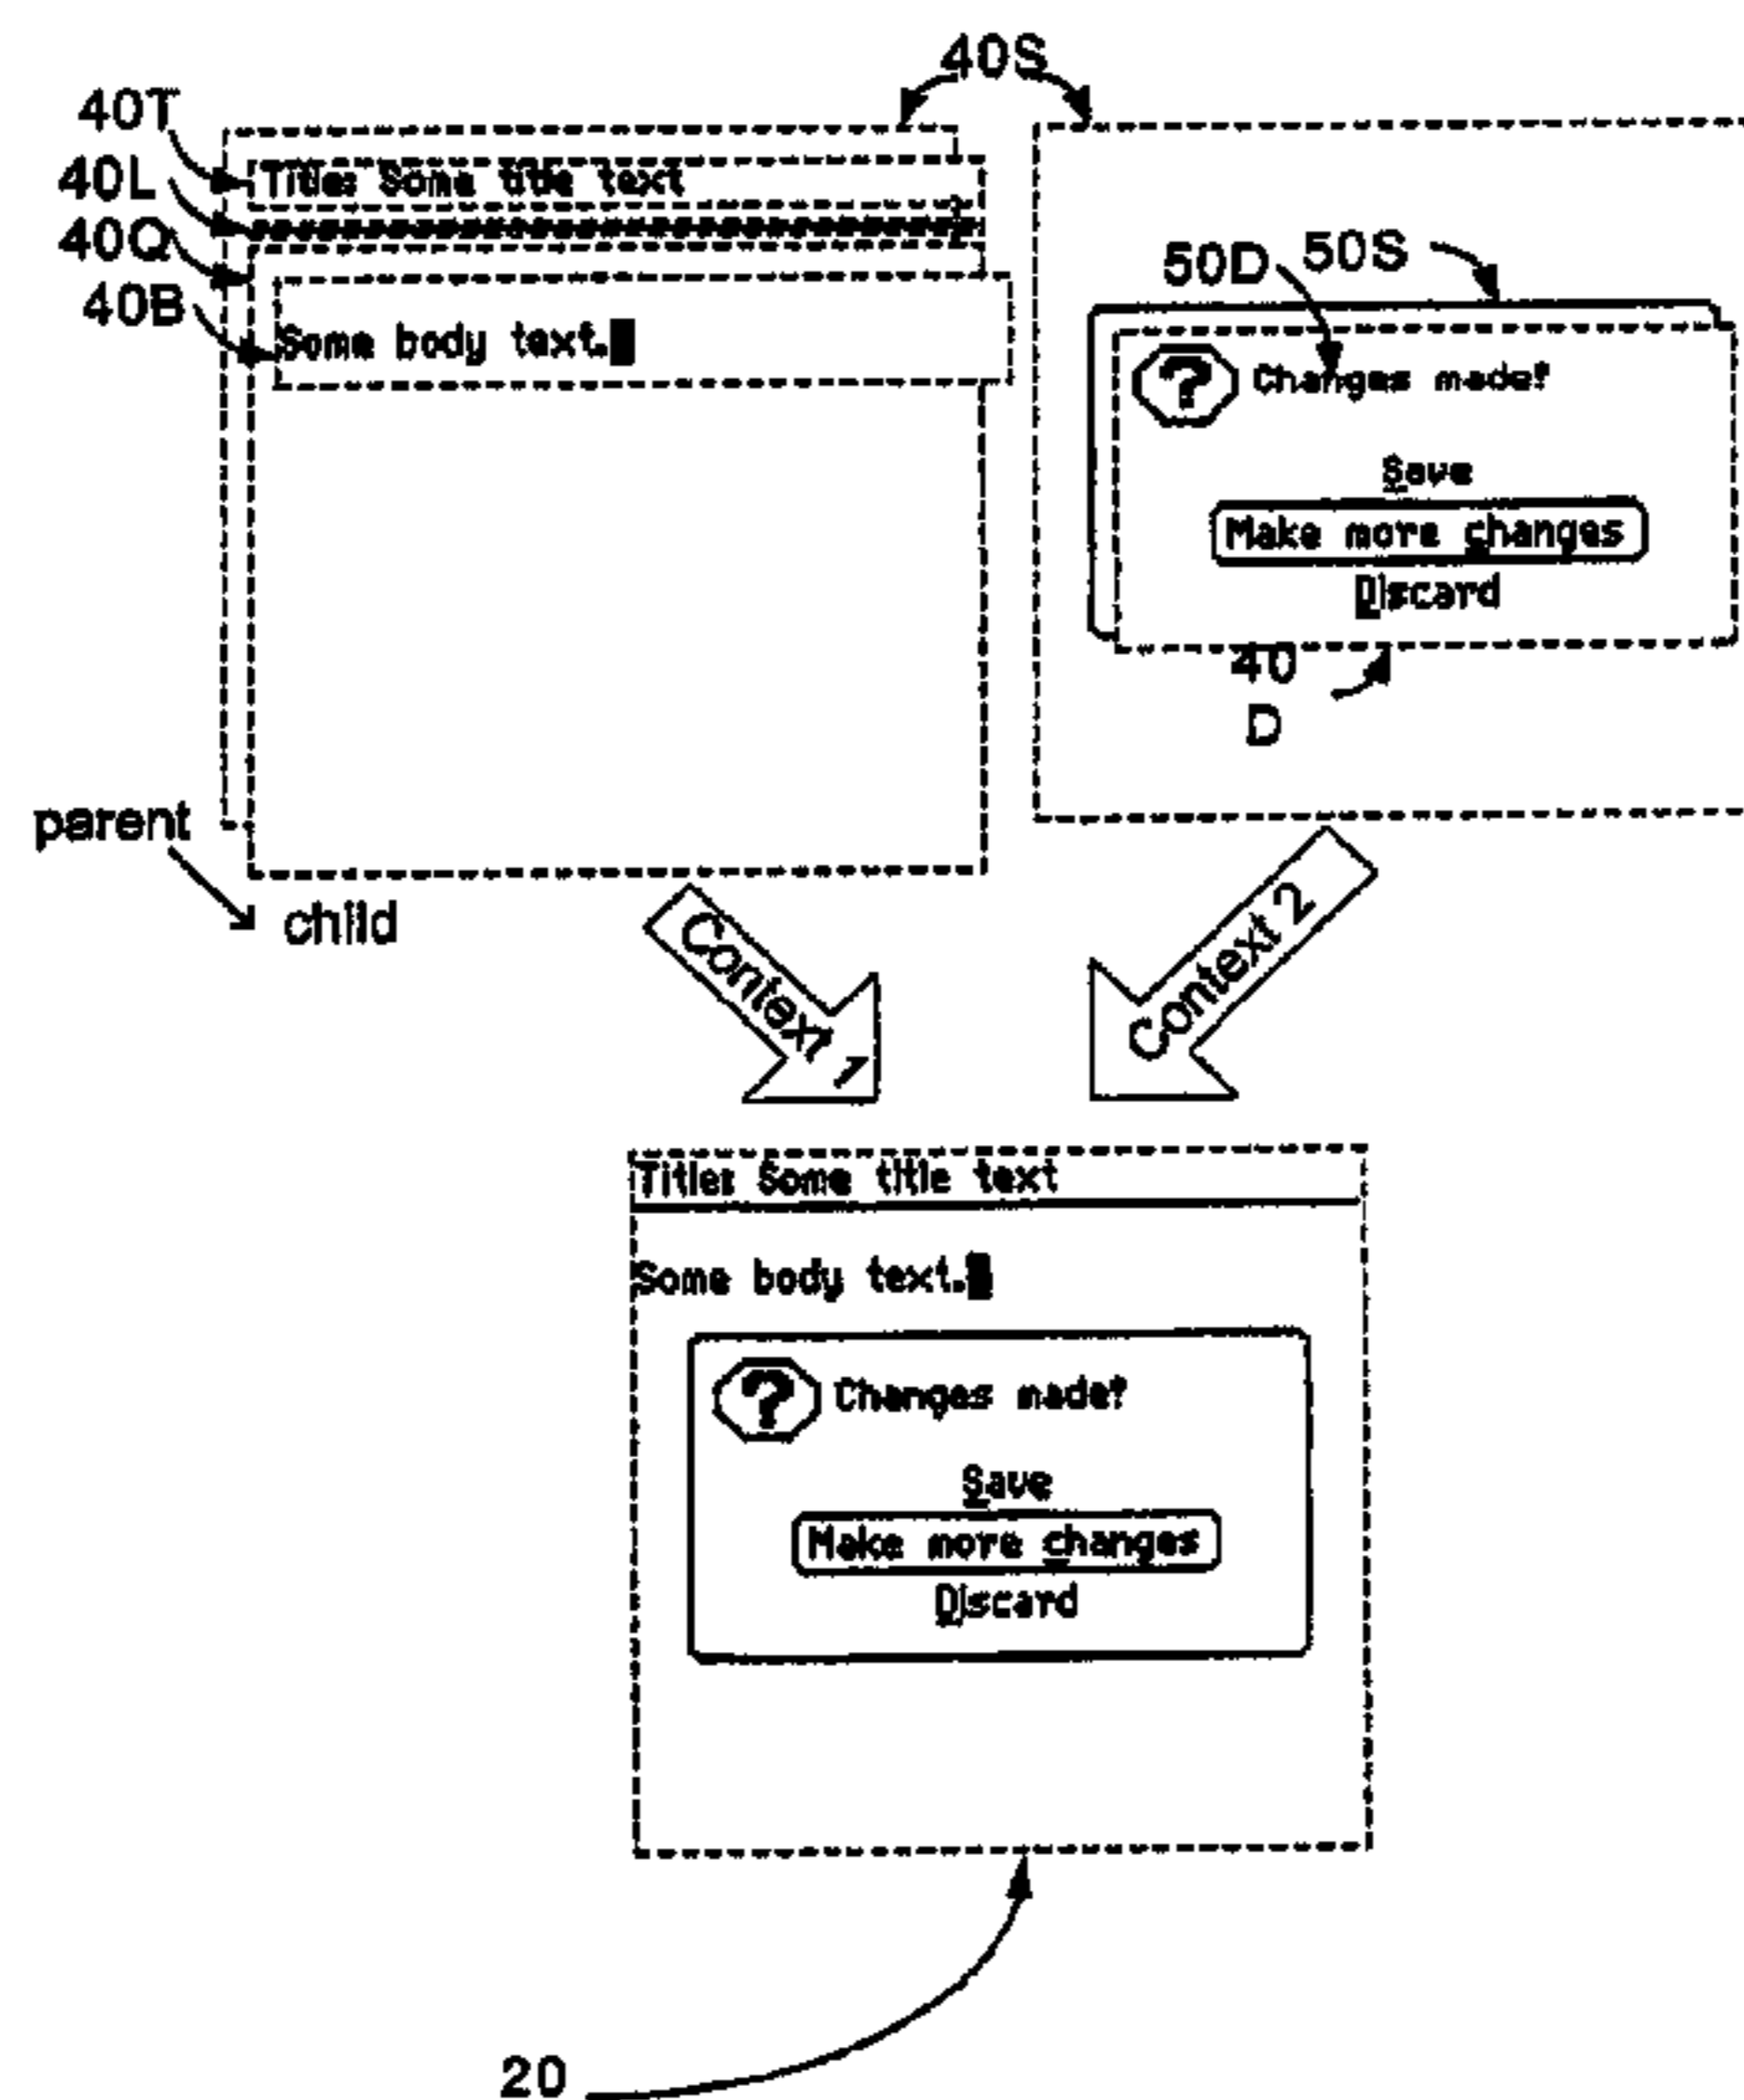 40S
40T
40L
40Q
40B
Title: Some title text
Some body text.
50D
50S
? Changes made?
Save
Make more changes
Discard
40
D
parent
child
Context 1
Context 2
Title: Some title text
Some body text.
? Changes made?
Save
Make more changes
Discard
20